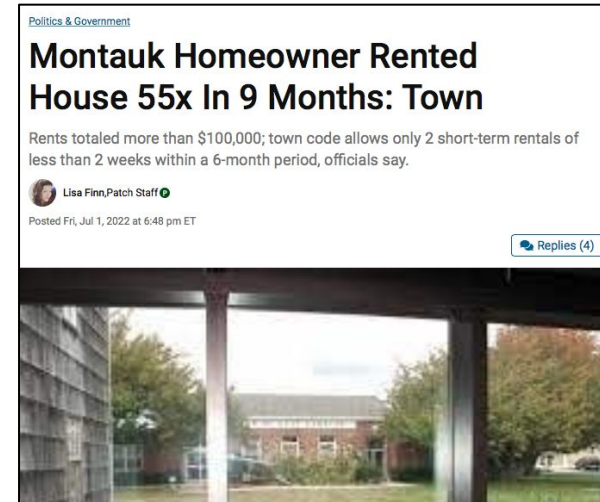 Politics & Government
Montauk Homeowner Rented
House 55x In 9 Months: Town
Rents totaled more than $100,000; town code allows only 2 short-term rentals of
less than 2 weeks within a 6-month period, officials say.
Lisa Finn,Patch Staff P
Posted Fri, Jul 1, 2022 at 6:48 pm ET
Replies (4)